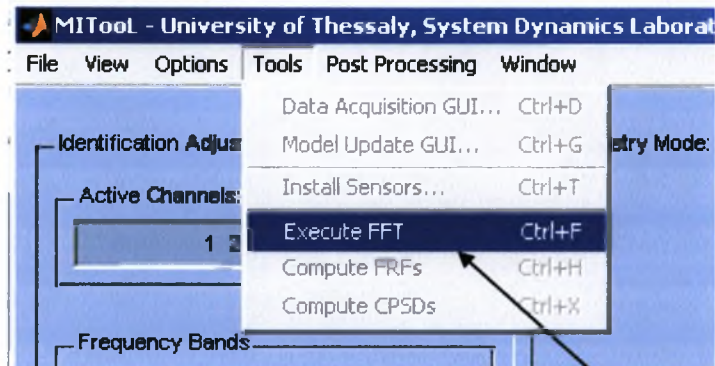 MITooL - University of Thessaly, System Dynamics Laborat
File View Options Tools Post Processing Window
Data Acquisition GUI... Ctrl+D
Identification Adjus Model Update GUI... Ctrl+G etry Mode:
Active Channels: Install Sensors... Ctrl+T
1 2 Execute FFT Ctrl+F
Compute FRFs Ctrl+H
Compute CPSDs Ctrl+X
Frequency Bands